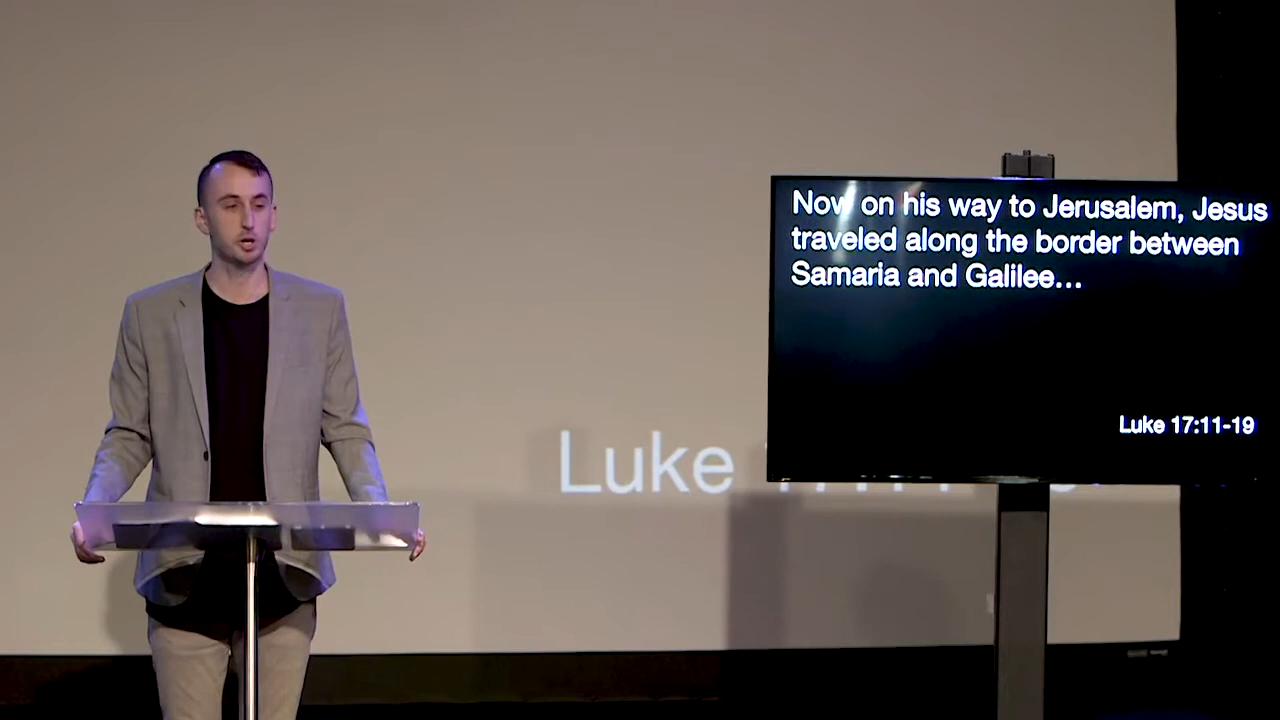 Now on his way to Jerusalem, Jesus
traveled along the border between
Samaria and Galilee...
Luke 17:11-19
Luke